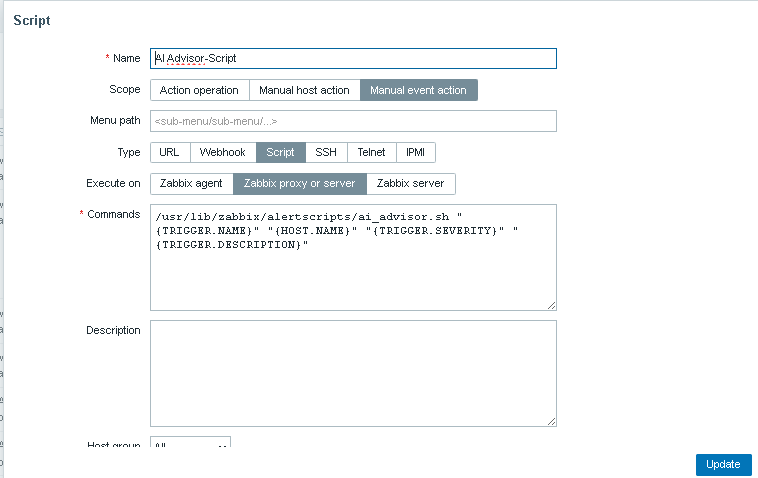 Script
* Name
AI Advisor-Script
Scope
Action operation Manual host action Manual event action
Menu path
<sub-menu/sub-menu/...>
Type
URL Webhook Script SSH Telnet IPMI
Execute on
Zabbix agent Zabbix proxy or server Zabbix server
* Commands
/usr/lib/zabbix/alertscripts/ai_advisor.sh "
{TRIGGER.NAME}" "{HOST.NAME}" "{TRIGGER.SEVERITY}" "
{TRIGGER.DESCRIPTION}"
Description
Host group
All
Update